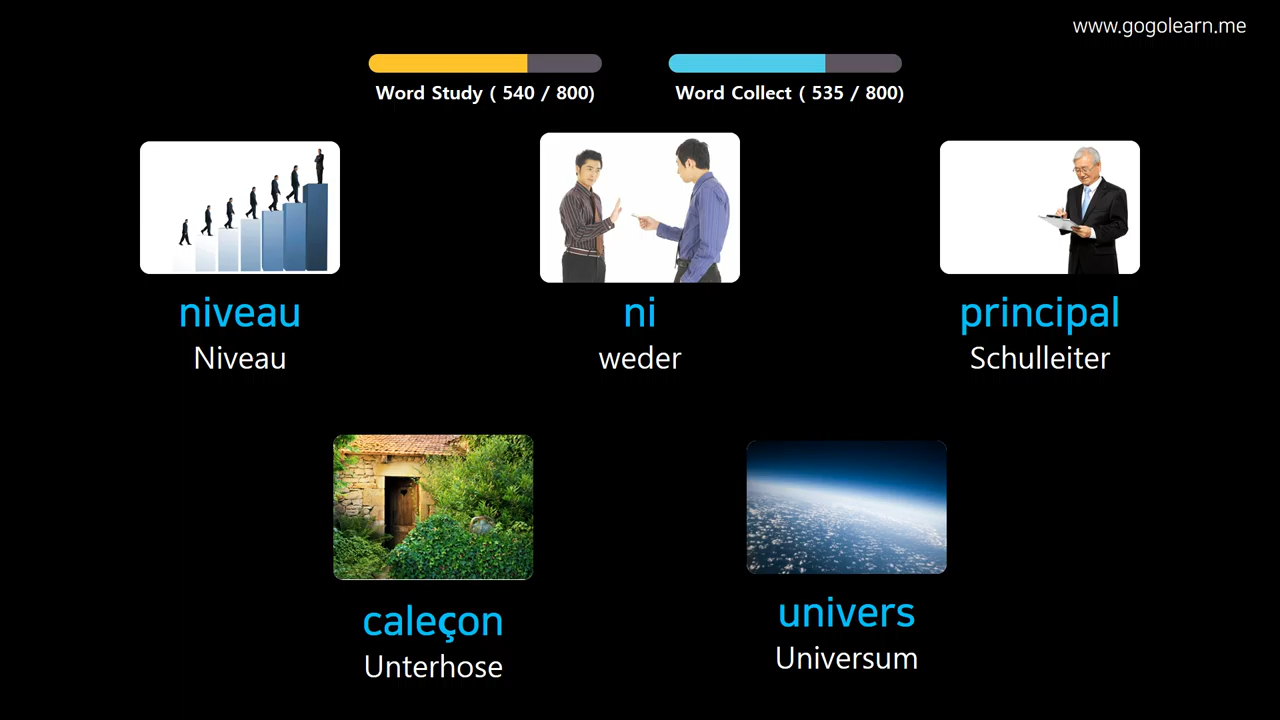 www.gogolearn.me
Word Study ( 540 / 800)
Word Collect ( 535 / 800)
niveau
Niveau
ni
weder
principal
Schulleiter
caleçon
Unterhose
univers
Universum